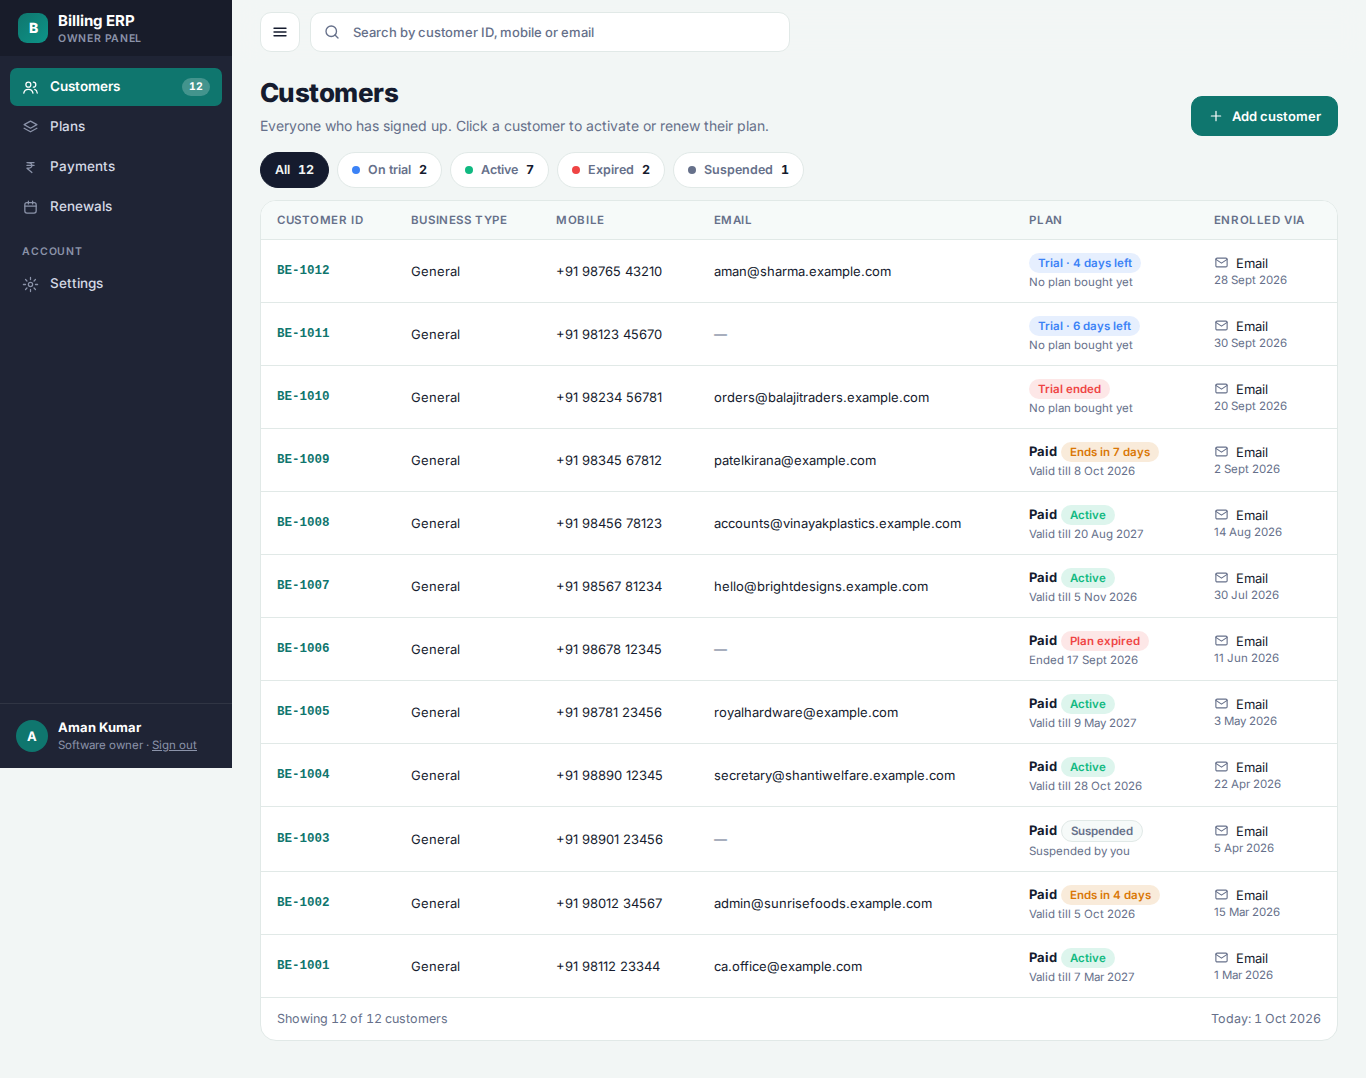 B
Billing ERP
OWNER PANEL
Customers 12
Plans
Payments
Renewals
ACCOUNT
Settings
A
Aman Kumar
Software owner · Sign out
Search by customer ID, mobile or email
Customers
Everyone who has signed up. Click a customer to activate or renew their plan.
Add customer
All 12 On trial 2 Active 7 Expired 2 Suspended 1
CUSTOMER ID BUSINESS TYPE MOBILE EMAIL PLAN ENROLLED VIA
BE-1012 General +91 98765 43210 aman@sharma.example.com Trial · 4 days left Email
No plan bought yet 28 Sept 2026
BE-1011 General +91 98123 45670 — Trial · 6 days left Email
No plan bought yet 30 Sept 2026
BE-1010 General +91 98234 56781 orders@balajitraders.example.com Trial ended Email
No plan bought yet 20 Sept 2026
BE-1009 General +91 98345 67812 patelkirana@example.com Paid Ends in 7 days Email
Valid till 8 Oct 2026 2 Sept 2026
BE-1008 General +91 98456 78123 accounts@vinayakplastics.example.com Paid Active Email
Valid till 20 Aug 2027 14 Aug 2026
BE-1007 General +91 98567 81234 hello@brightdesigns.example.com Paid Active Email
Valid till 5 Nov 2026 30 Jul 2026
BE-1006 General +91 98678 12345 — Paid Plan expired Email
Ended 17 Sept 2026 11 Jun 2026
BE-1005 General +91 98781 23456 royalhardware@example.com Paid Active Email
Valid till 9 May 2027 3 May 2026
BE-1004 General +91 98890 12345 secretary@shantiwelfare.example.com Paid Active Email
Valid till 28 Oct 2026 22 Apr 2026
BE-1003 General +91 98901 23456 — Paid Suspended Email
Suspended by you 5 Apr 2026
BE-1002 General +91 98012 34567 admin@sunrisefoods.example.com Paid Ends in 4 days Email
Valid till 5 Oct 2026 15 Mar 2026
BE-1001 General +91 98112 23344 ca.office@example.com Paid Active Email
Valid till 7 Mar 2027 1 Mar 2026
Showing 12 of 12 customers Today: 1 Oct 2026